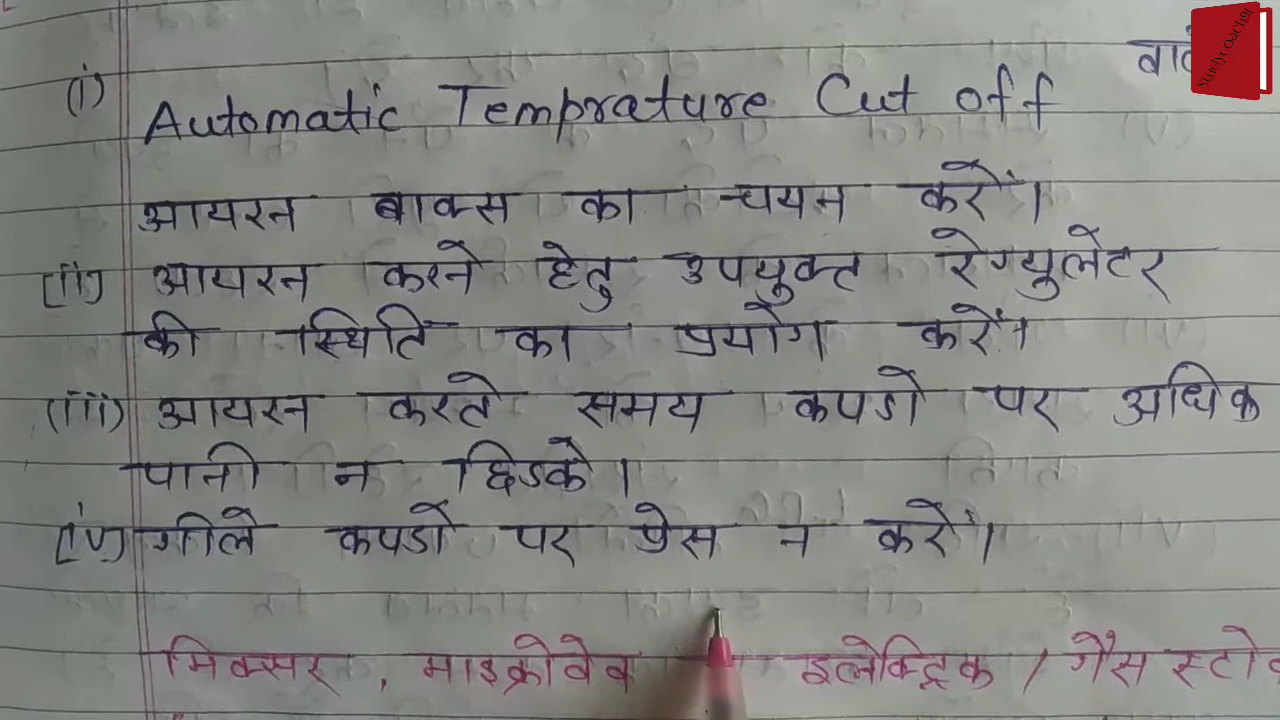 (i) Automatic Temprature Cut off
आयरन बाक्स का चयन करें।
(ii) आयरन करने हेतु उपयुक्त रेग्युलेटर
की स्थिति का प्रयोग करें।
(iii) आयरन करते समय कपडो पर अधिक
पानी न छिडके।
(iv) गीले कपडो पर प्रेस न करें।
मिक्सर, माइक्रोवेव इलेक्ट्रिक / गैस स्टोव